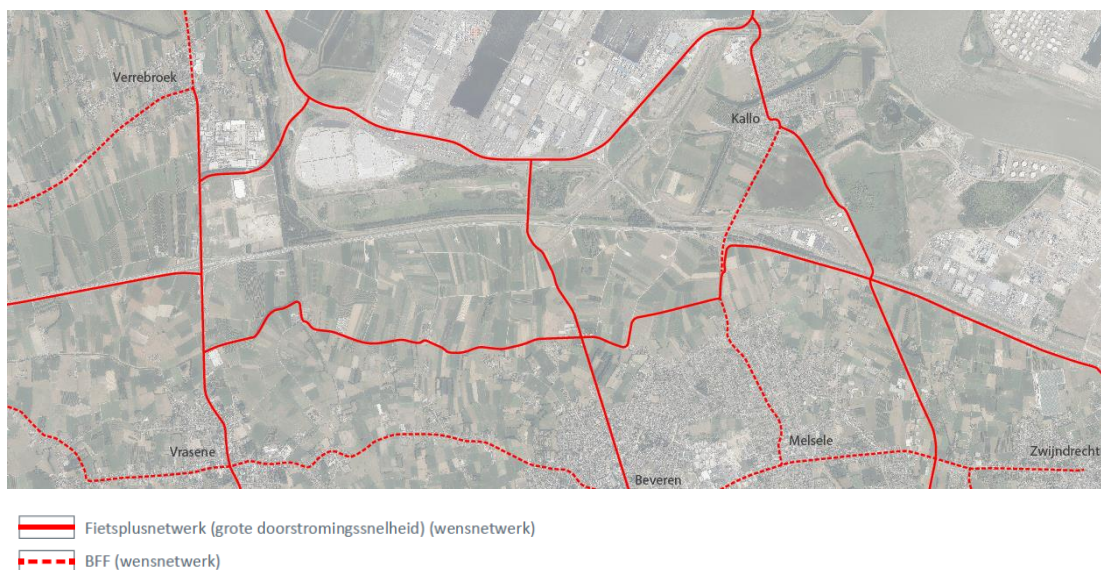 Verrebroek
Kallo
Vrasene
Melsele
Zwijndrecht
Beveren
Fietsplusnetwerk (grote doorstromingssnelheid) (wensnetwerk)
BFF (wensnetwerk)